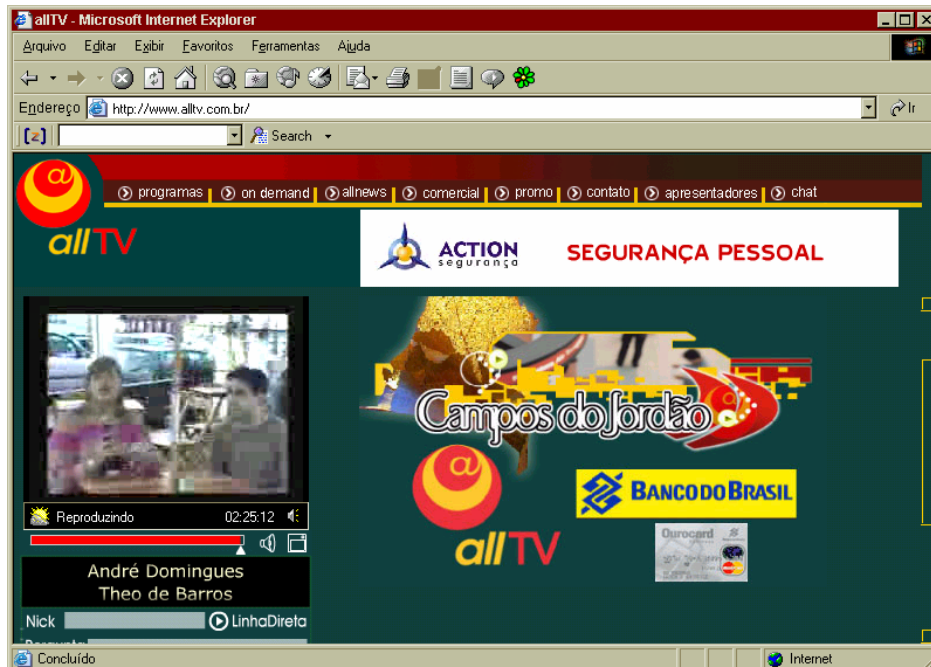 allTV - Microsoft Internet Explorer
Arquivo Editar Exibir Favoritos Ferramentas Ajuda
Endereço http://www.alltv.com.br/ Ir
[z] Search
@ programas on demand allnews comercial promo contato apresentadores chat
allTV
ACTION segurança SEGURANÇA PESSOAL
Campos do Jordão @
@
allTV
BANCO DO BRASIL
Ourocard
MasterCard
Reproduzindo 02:25:12
André Domingues
Theo de Barros
Nick LinhaDireta
Pergunta
Concluído Internet